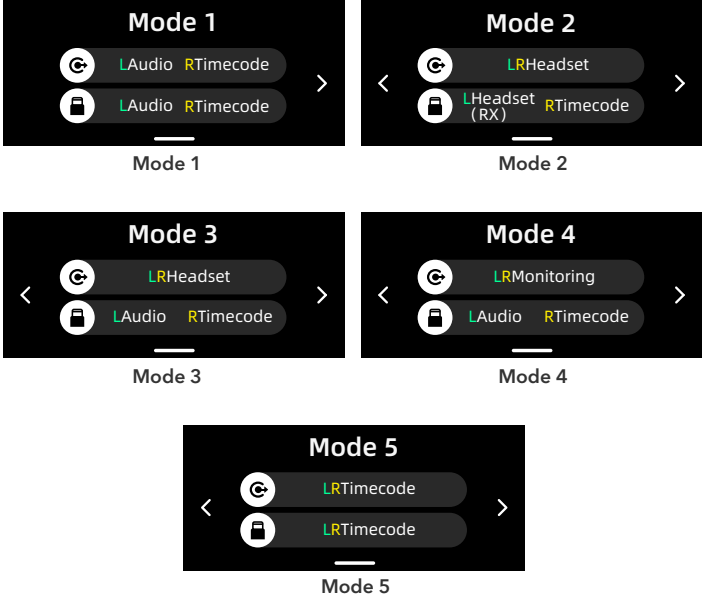 Mode 1
LAudio RTimecode
LAudio RTimecode
Mode 1
Mode 2
LRHeadset
LHeadset (RX) RTimecode
Mode 2
Mode 3
LRHeadset
LAudio RTimecode
Mode 3
Mode 4
LRMonitoring
LAudio RTimecode
Mode 4
Mode 5
LRTimecode
LRTimecode
Mode 5